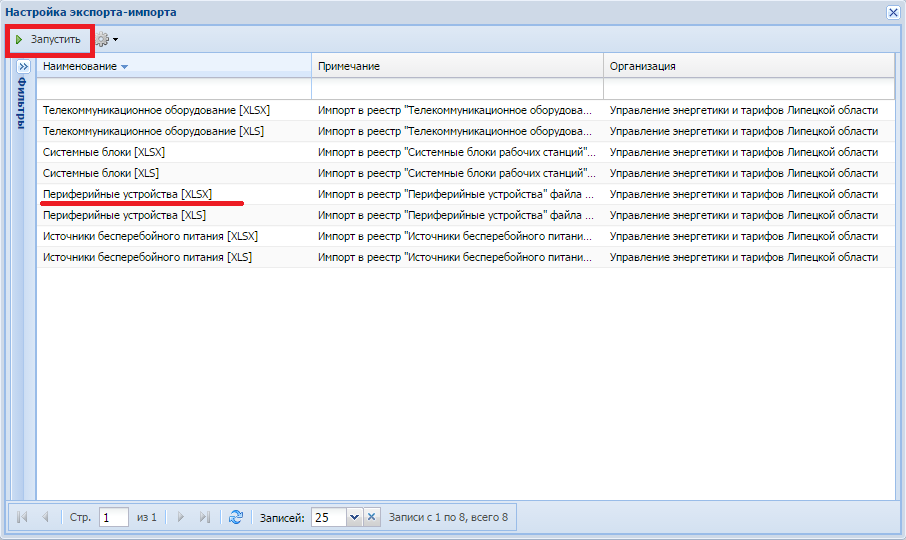 Настройка экспорта-импорта
Запустить
Фильтры
Наименование Примечание Организация
Телекоммуникационное оборудование [XLSX] Импорт в реестр "Телекоммуникационное оборудова... Управление энергетики и тарифов Липецкой области
Телекоммуникационное оборудование [XLS] Импорт в реестр "Телекоммуникационное оборудова... Управление энергетики и тарифов Липецкой области
Системные блоки [XLSX] Импорт в реестр "Системные блоки рабочих станций"... Управление энергетики и тарифов Липецкой области
Системные блоки [XLS] Импорт в реестр "Системные блоки рабочих станций"... Управление энергетики и тарифов Липецкой области
Периферийные устройства [XLSX] Импорт в реестр "Периферийные устройства" файла ... Управление энергетики и тарифов Липецкой области
Периферийные устройства [XLS] Импорт в реестр "Периферийные устройства" файла ... Управление энергетики и тарифов Липецкой области
Источники бесперебойного питания [XLSX] Импорт в реестр "Источники бесперебойного питани... Управление энергетики и тарифов Липецкой области
Источники бесперебойного питания [XLS] Импорт в реестр "Источники бесперебойного питани... Управление энергетики и тарифов Липецкой области
Стр. 1 из 1 Записей: 25 Записи с 1 по 8, всего 8